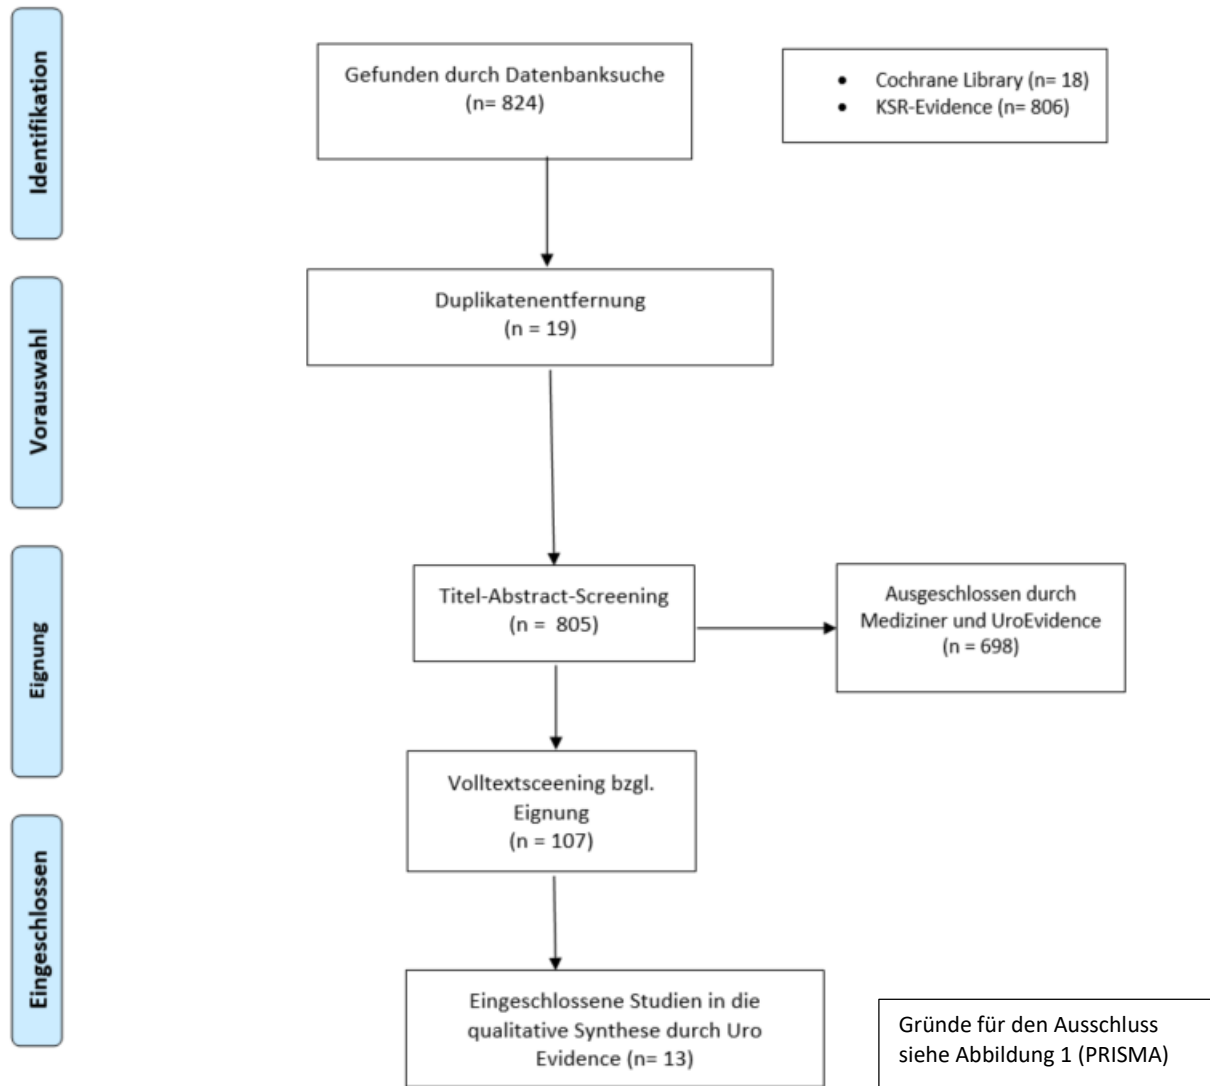 Identifikation
Gefunden durch Datenbanksuche
(n= 824)
• Cochrane Library (n= 18)
• KSR-Evidence (n= 806)
Vorauswahl
Duplikatenentfernung
(n = 19)
Eignung
Titel-Abstract-Screening
(n = 805)
Ausgeschlossen durch
Mediziner und UroEvidence
(n = 698)
Volltextsceening bzgl.
Eignung
(n = 107)
Eingeschlossen
Eingeschlossene Studien in die
qualitative Synthese durch Uro
Evidence (n= 13)
Gründe für den Ausschluss
siehe Abbildung 1 (PRISMA)